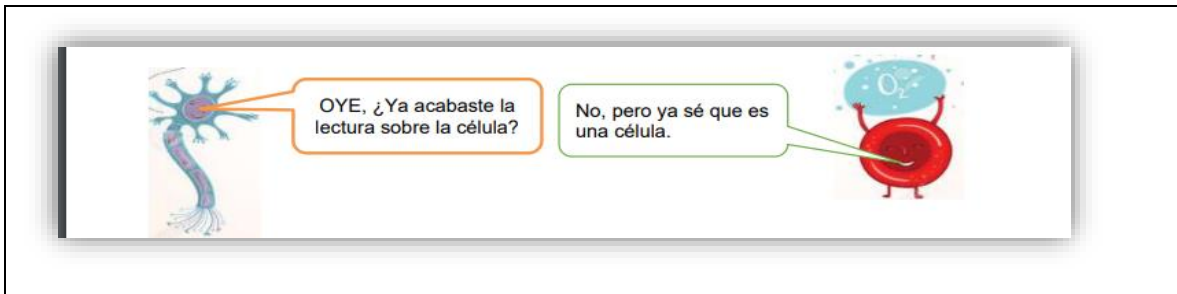 OYE, ¿Ya acabaste la
lectura sobre la célula?
No, pero ya sé que es
una célula.
O₂